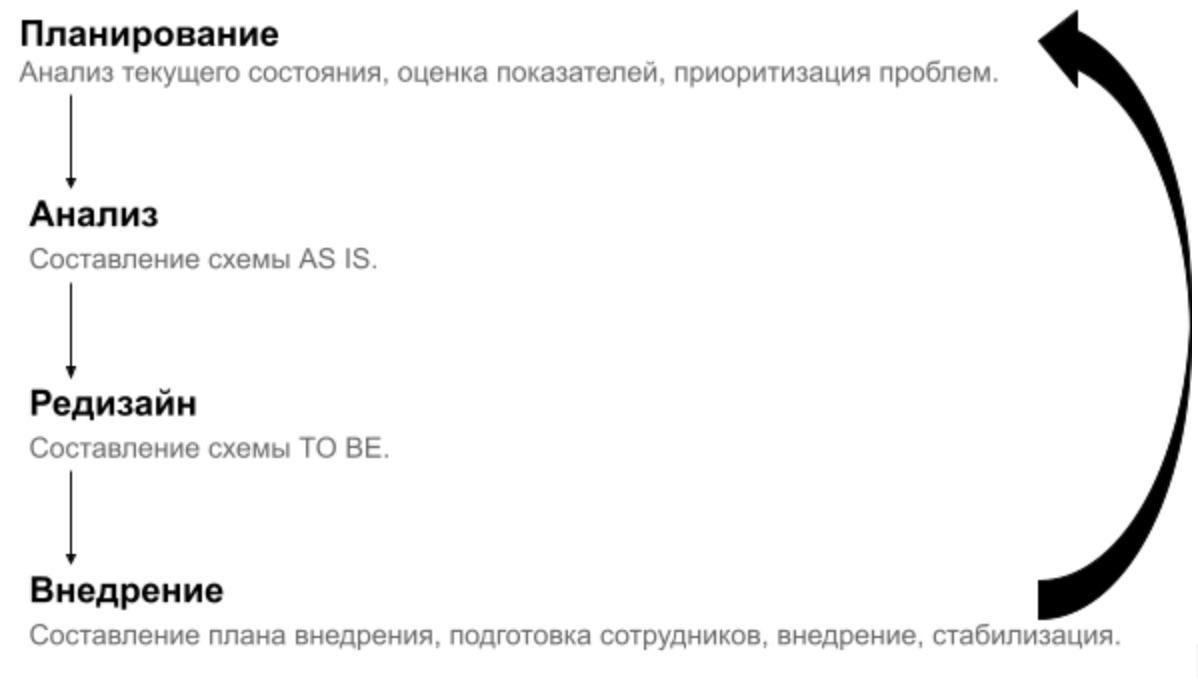 Планирование
Анализ текущего состояния, оценка показателей, приоритизация проблем.
Анализ
Составление схемы AS IS.
Редизайн
Составление схемы TO BE.
Внедрение
Составление плана внедрения, подготовка сотрудников, внедрение, стабилизация.